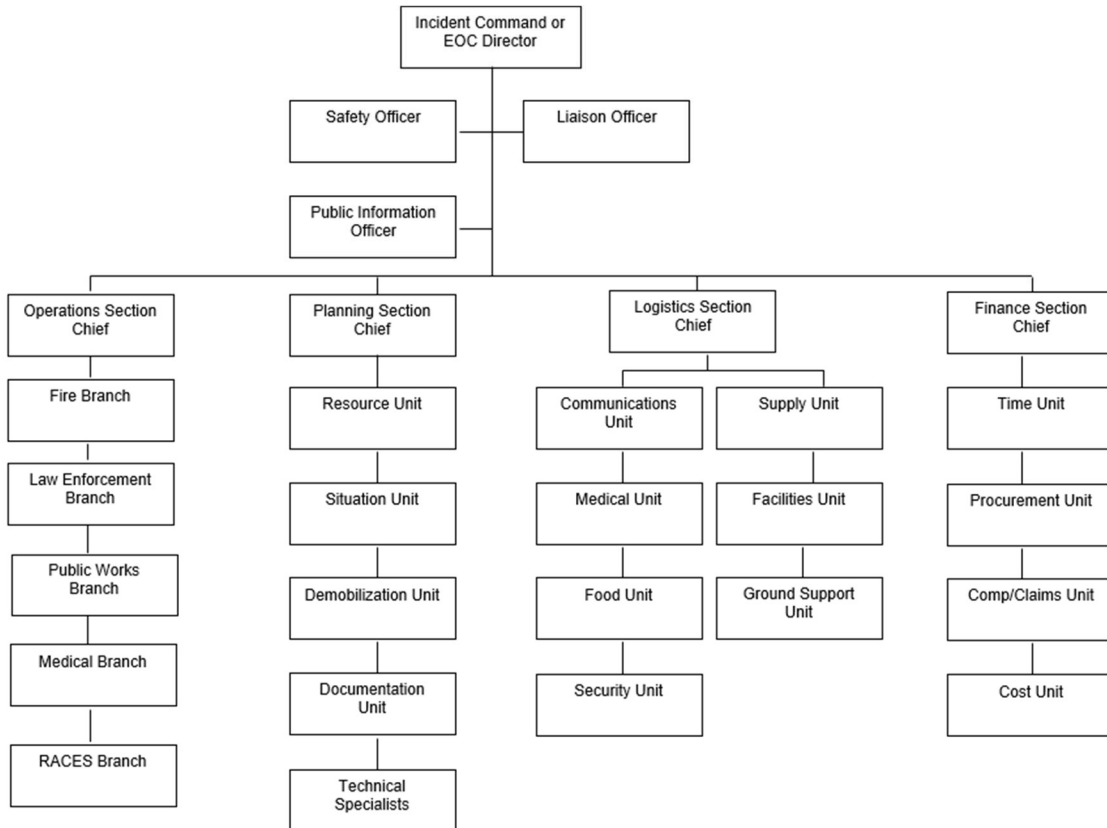 Incident Command or
EOC Director
Safety Officer
Liaison Officer
Public Information
Officer
Operations Section
Chief
Planning Section
Chief
Logistics Section
Chief
Finance Section
Chief
Fire Branch
Resource Unit
Communications
Unit
Supply Unit
Time Unit
Law Enforcement
Branch
Situation Unit
Medical Unit
Facilities Unit
Procurement Unit
Public Works
Branch
Demobilization Unit
Food Unit
Ground Support
Unit
Comp/Claims Unit
Medical Branch
Documentation
Unit
Security Unit
Cost Unit
RACES Branch
Technical
Specialists